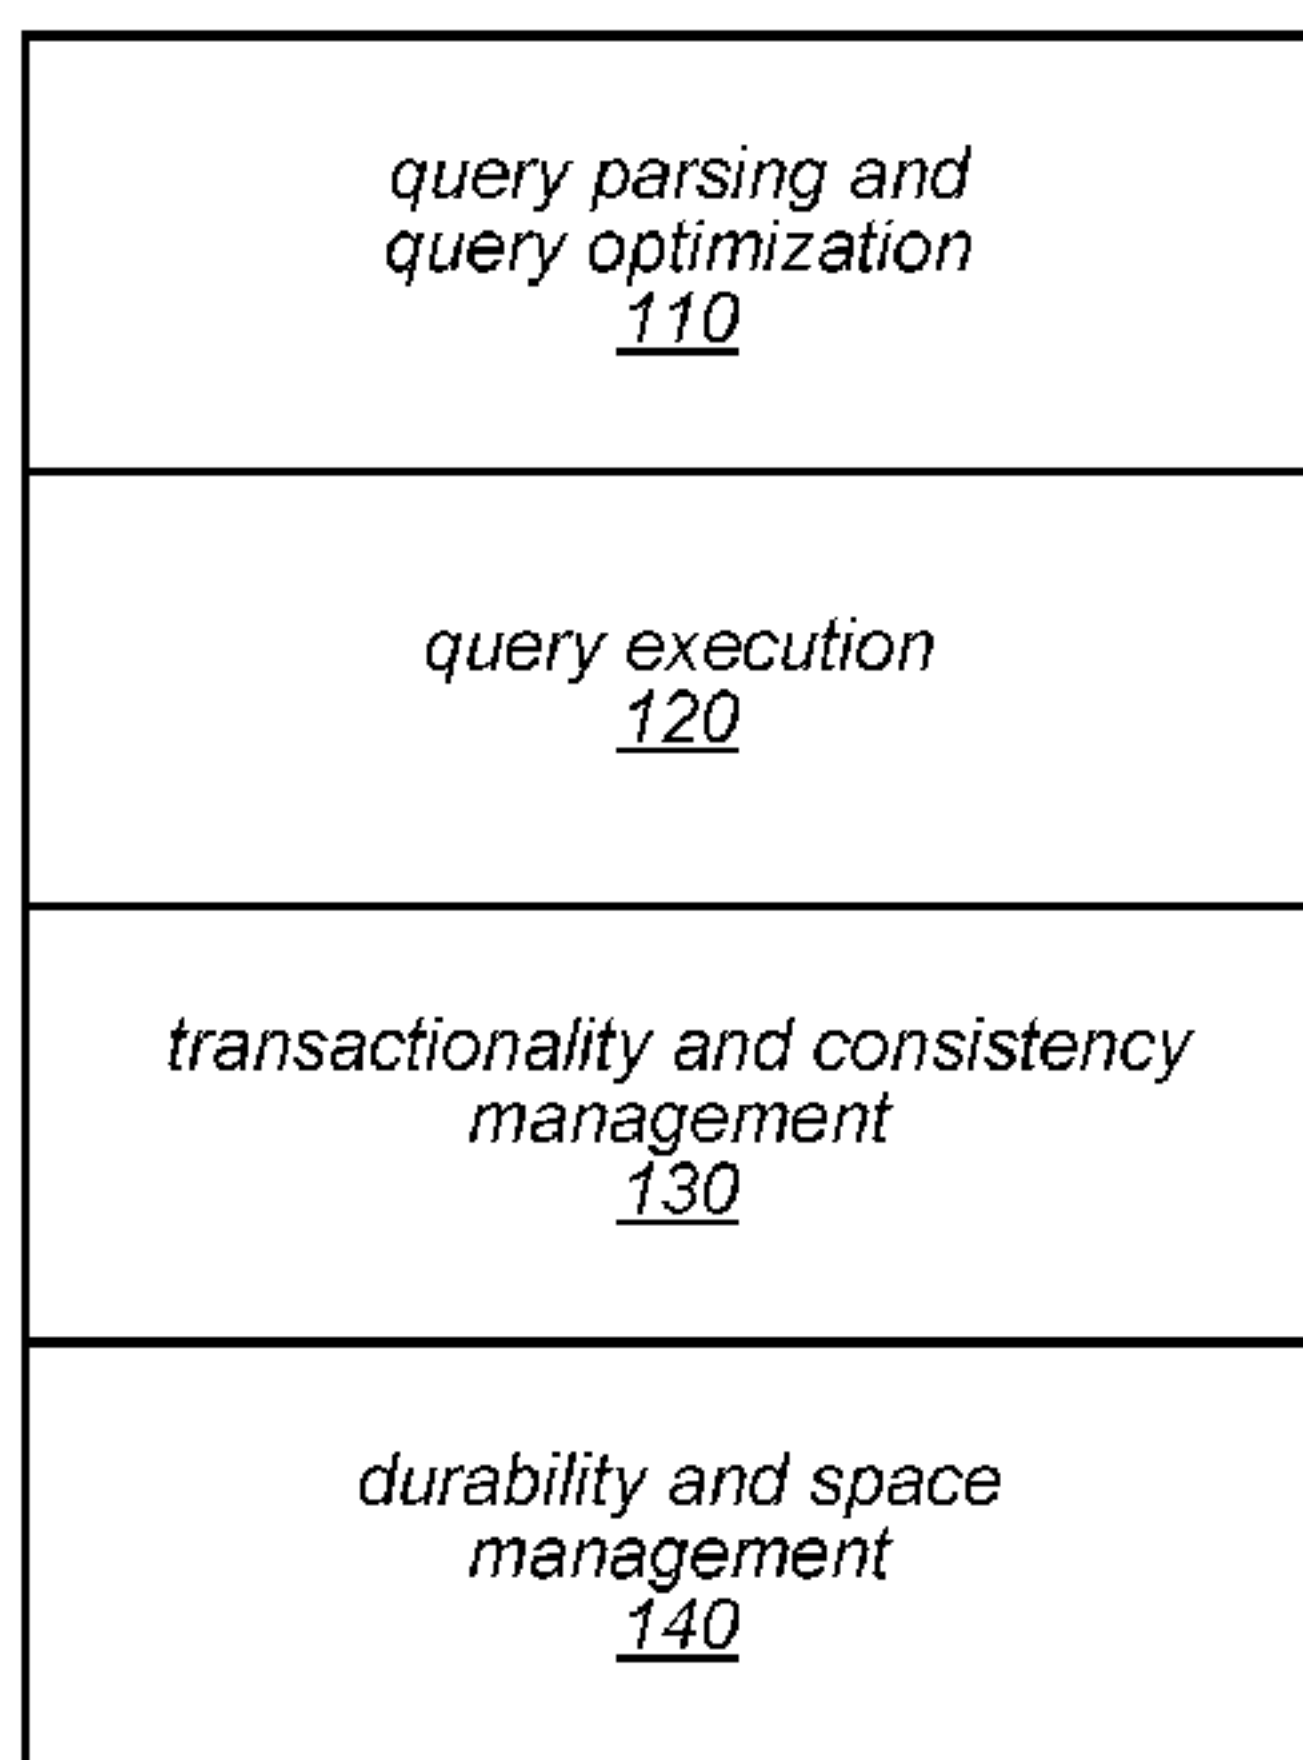 query parsing and
query optimization
110
query execution
120
transactionality and consistency
management
130
durability and space
management
140